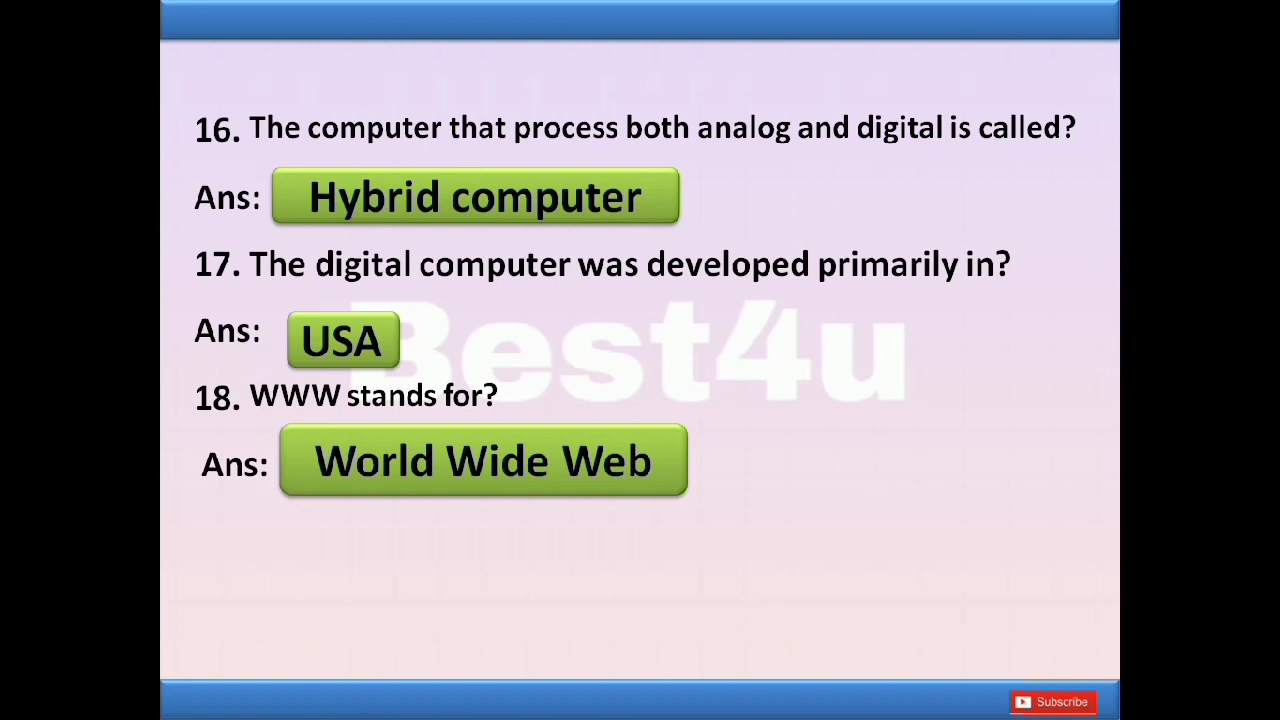 16. The computer that process both analog and digital is called?
Ans: Hybrid computer
17. The digital computer was developed primarily in?
Ans: USA
Best4u
18. WWW stands for?
Ans: World Wide Web
Subscribe